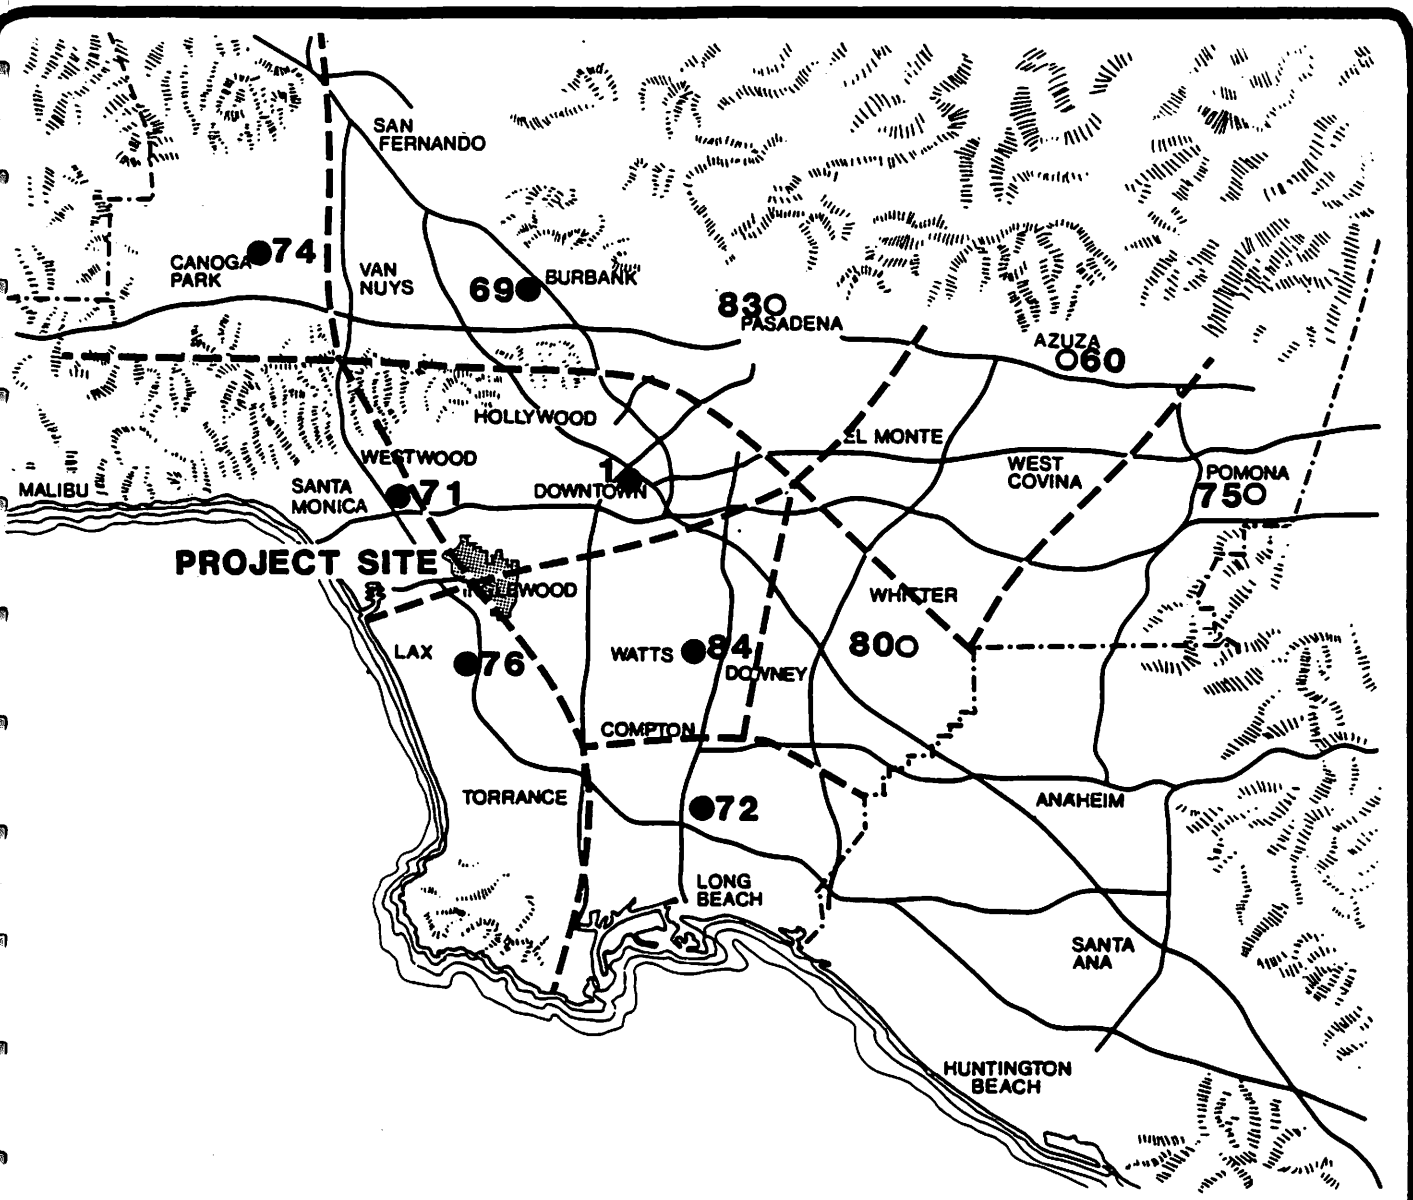 SAN
FERNANDO
CANOGA
PARK
74
VAN
NUYS
69
BURBANK
83
PASADENA
AZUZA
60
HOLLYWOOD
EL MONTE
WESTWOOD
WEST
COVINA
POMONA
75
MALIBU
SANTA
MONICA
71
1
DOWNTOWN
PROJECT SITE
WHITTER
LAX
76
WATTS
84
DOWNEY
80
COMPTON
TORRANCE
72
ANAHEIM
LONG
BEACH
SANTA
ANA
HUNTINGTON
BEACH